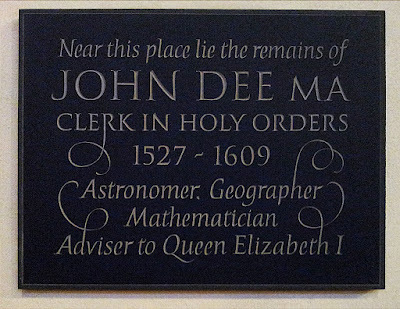 Near this place lie the remains of
JOHN DEE MA
CLERK IN HOLY ORDERS
1527 ~ 1609
Astronomer. Geographer
Mathematician
Adviser to Queen Elizabeth I